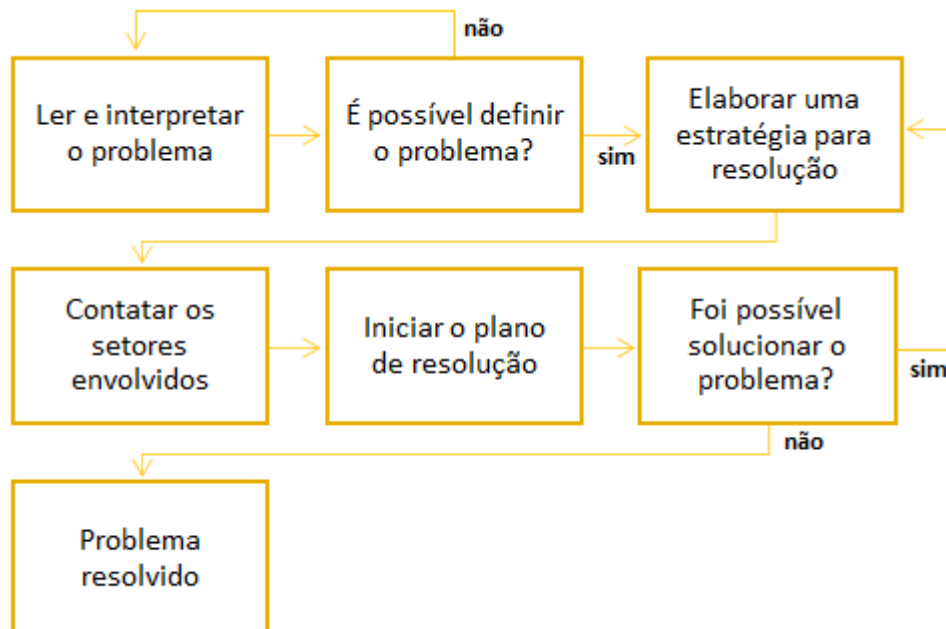 não
Ler e interpretar
o problema
É possível definir
o problema?
sim
Elaborar uma
estratégia para
resolução
Contatar os
setores
envolvidos
Iniciar o plano
de resolução
Foi possível
solucionar o
problema?
sim
não
Problema
resolvido